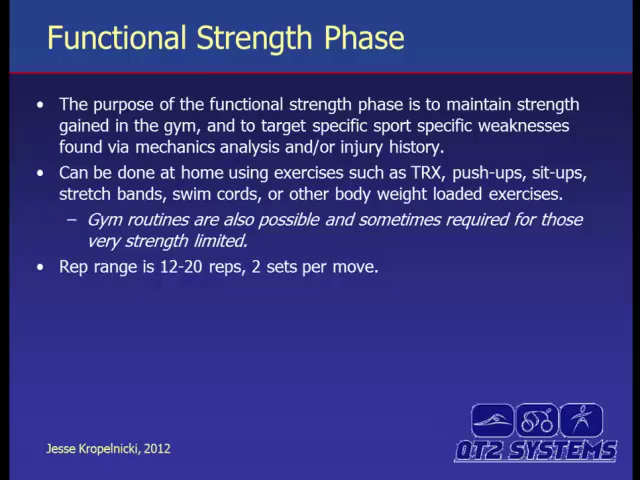 Functional Strength Phase
• The purpose of the functional strength phase is to maintain strength
gained in the gym, and to target specific sport specific weaknesses
found via mechanics analysis and/or injury history.
• Can be done at home using exercises such as TRX, push-ups, sit-ups,
stretch bands, swim cords, or other body weight loaded exercises.
– Gym routines are also possible and sometimes required for those
very strength limited.
• Rep range is 12-20 reps, 2 sets per move.
Jesse Kropelnicki, 2012
QT2 SYSTEMS